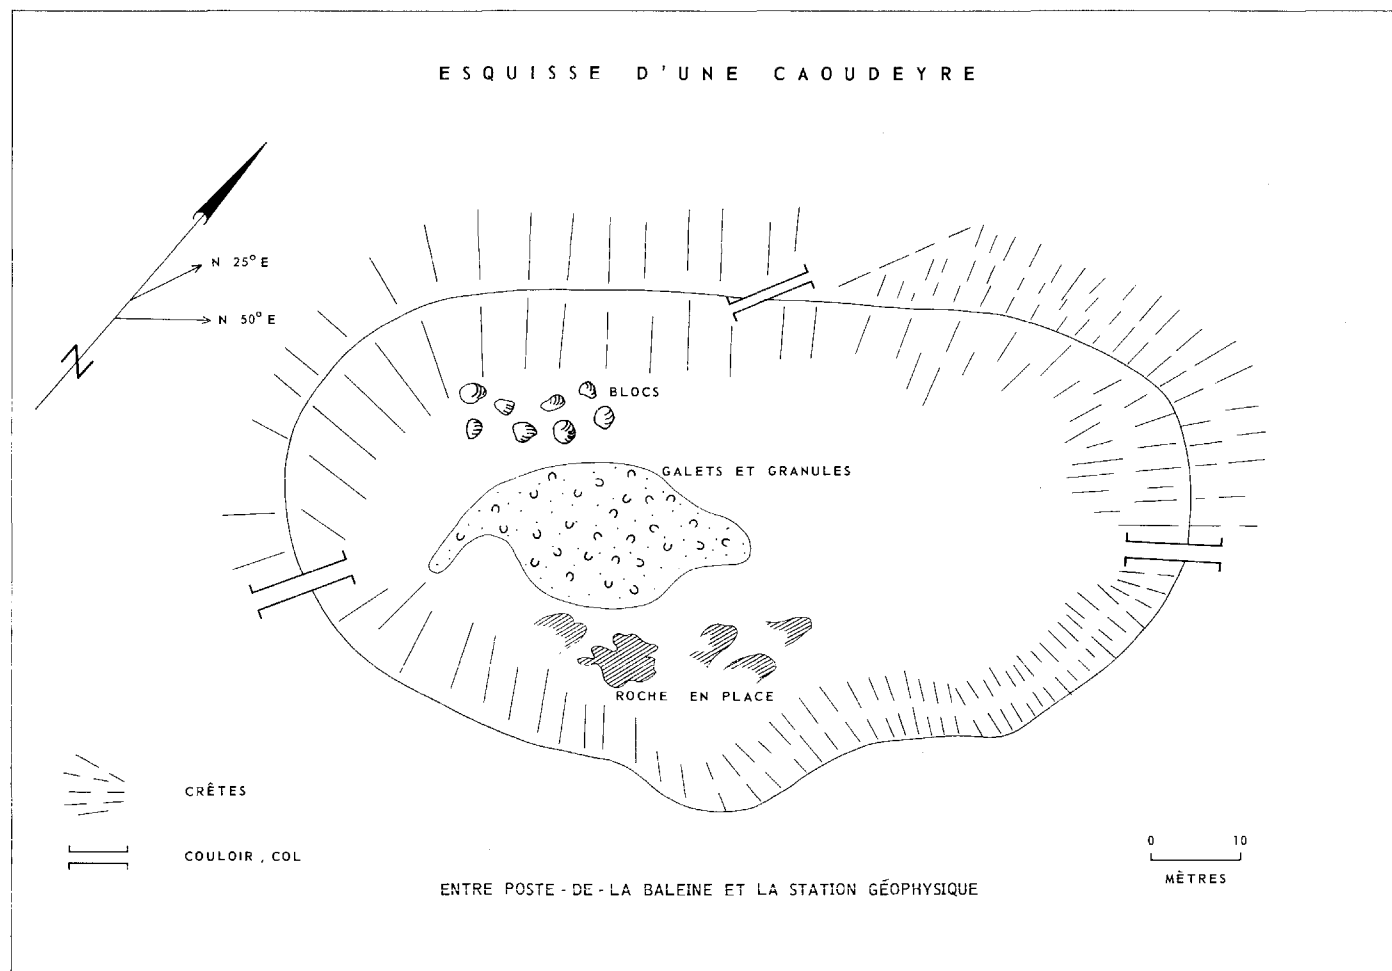 ESQUISSE D'UNE CAOUDEYRE
N 25° E
N 50° E
N
BLOCS
GALETS ET GRANULES
ROCHE EN PLACE
CRÊTES
COULOIR, COL
0 10
MÈTRES
ENTRE POSTE-DE-LA BALEINE ET LA STATION GÉOPHYSIQUE